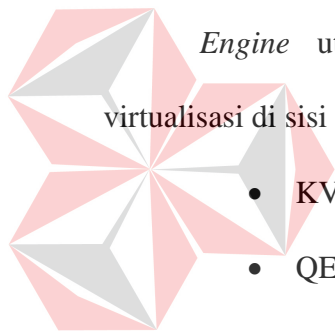 Engine ut
virtualisasi di sisi
• KV
• QE